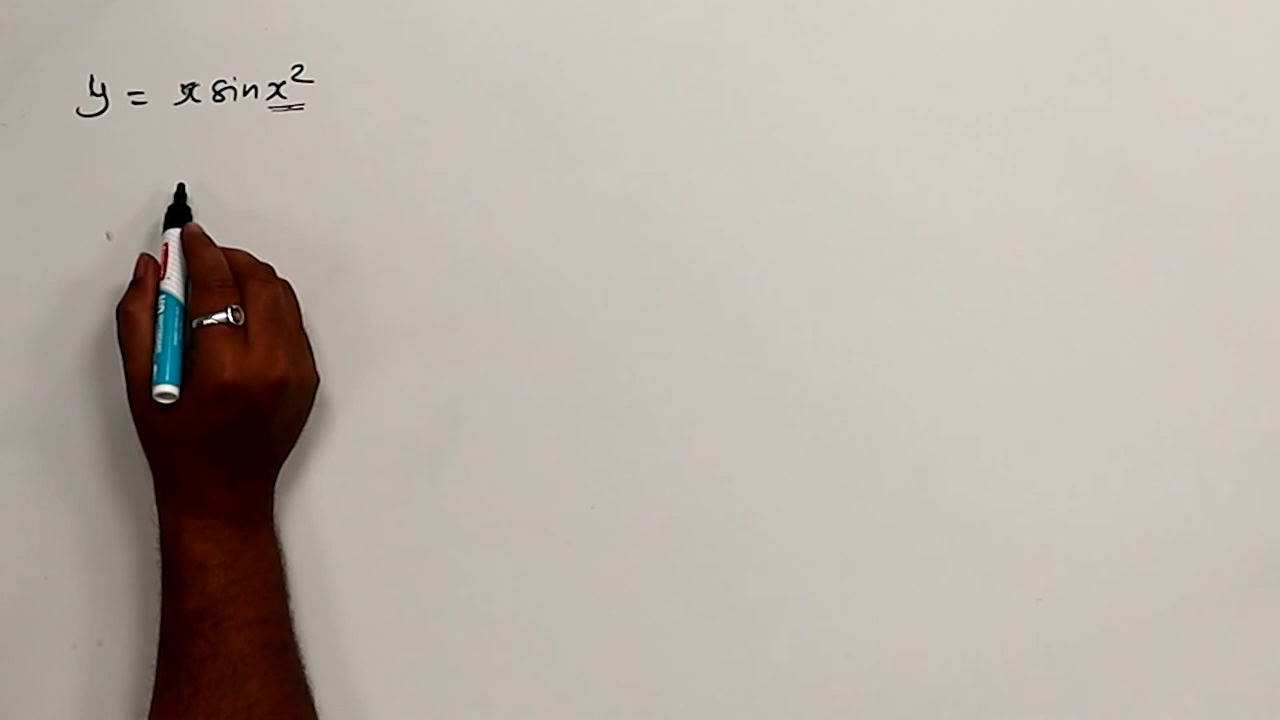 y = x sin x²